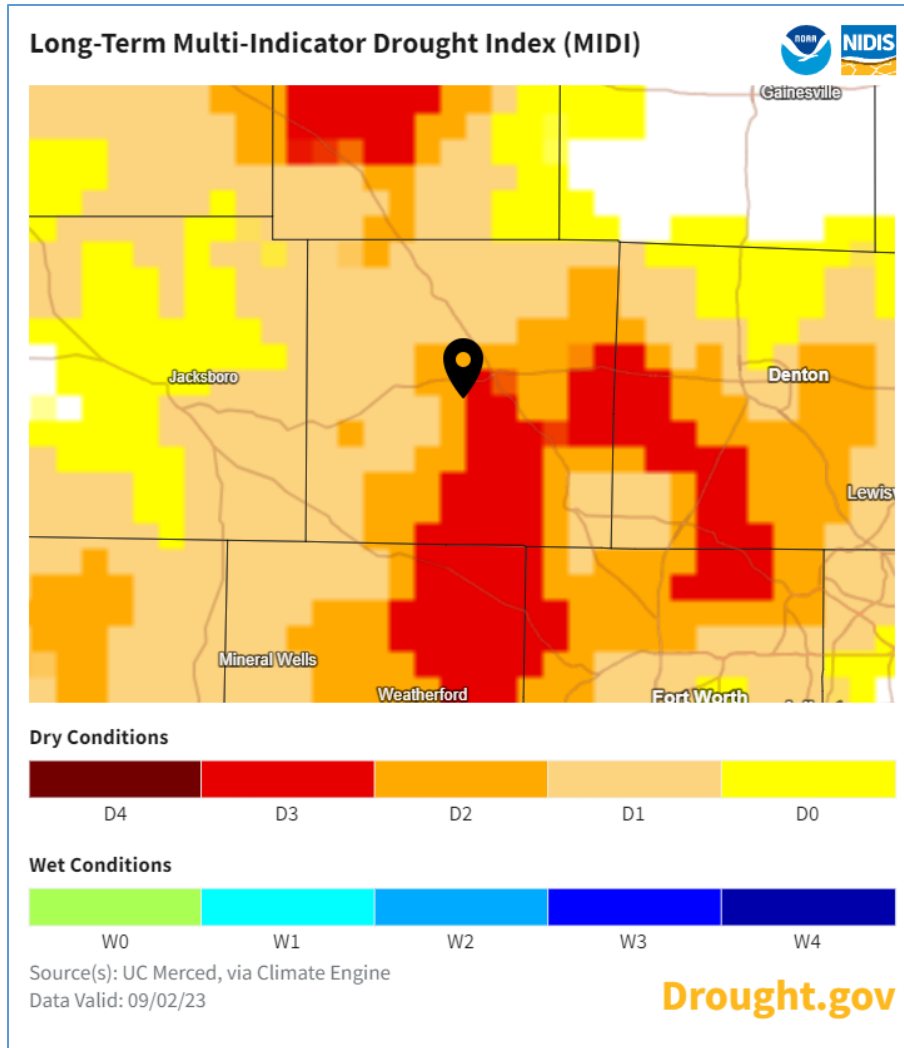 Long-Term Multi-Indicator Drought Index (MIDI)
NOAA
NIDIS
Gainesville
Jacksboro
Denton
Mineral Wells
Weatherford
Fort Worth
Dry Conditions
D4 D3 D2 D1 D0
Wet Conditions
W0 W1 W2 W3 W4
Source(s): UC Merced, via Climate Engine
Data Valid: 09/02/23
Drought.gov